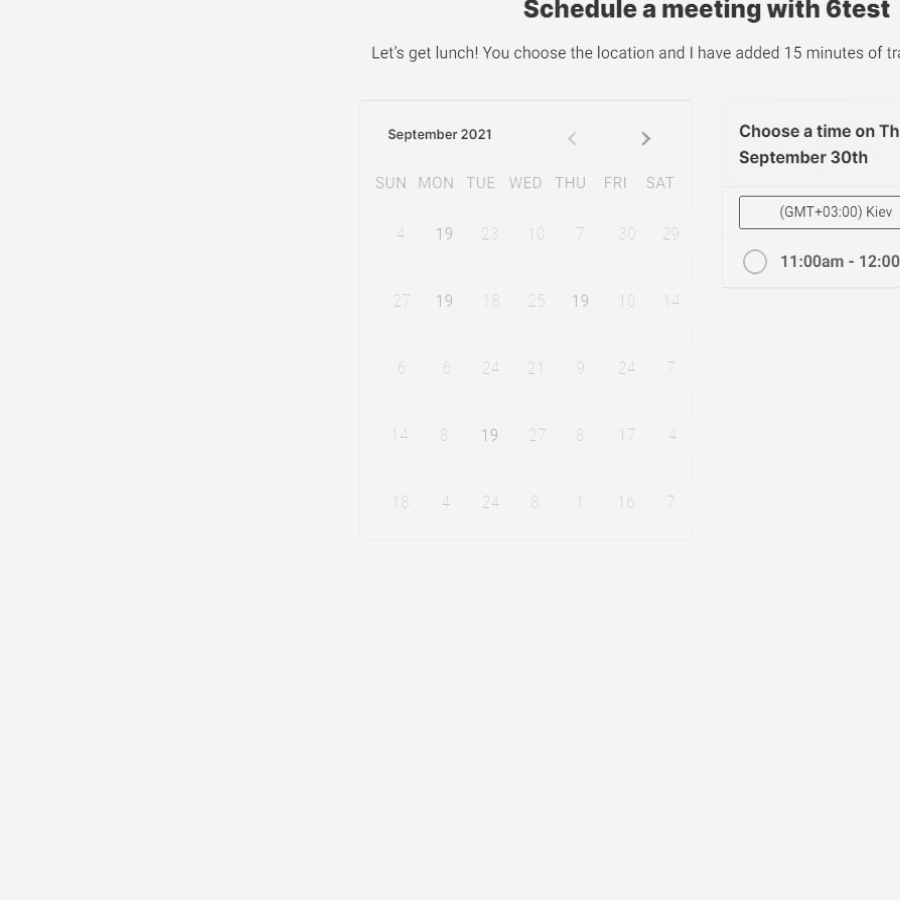 Schedule a meeting with 6test
Let's get lunch! You choose the location and I have added 15 minutes of tr
September 2021
SUN MON TUE WED THU FRI SAT
4 19 23 10 7 30 29
27 19 18 25 19 10 14
6 6 24 21 9 24 7
14 8 19 27 8 17 4
18 4 24 8 1 16 7
Choose a time on Th
September 30th
(GMT+03:00) Kiev
11:00am - 12:00